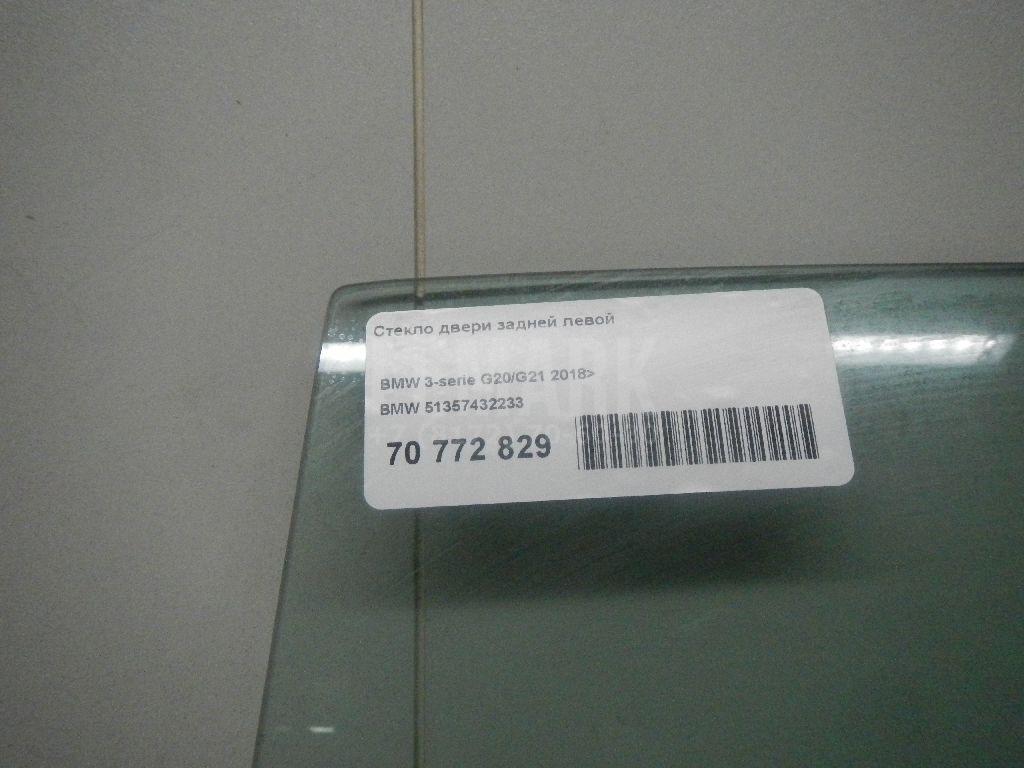 Стекло двери задней левой
BMW 3-serie G20/G21 2018>
BMW 51357432233
70 772 829